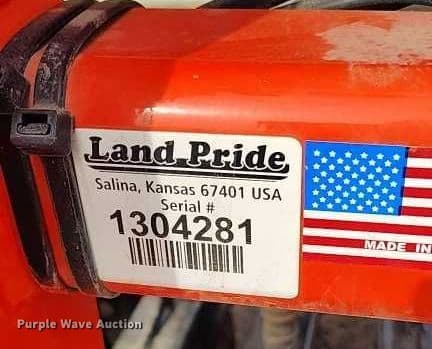 Land Pride
Salina, Kansas 67401 USA
Serial #
1304281
MADE IN
Purple Wave Auction